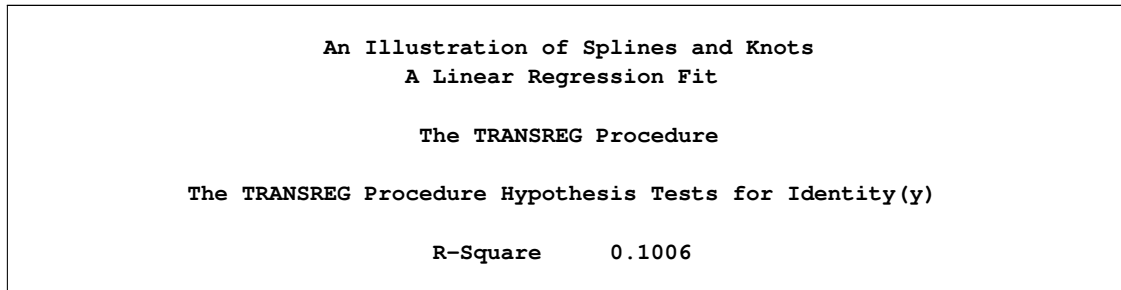 An Illustration of Splines and Knots
A Linear Regression Fit
The TRANSREG Procedure
The TRANSREG Procedure Hypothesis Tests for Identity(y)
R-Square 0.1006